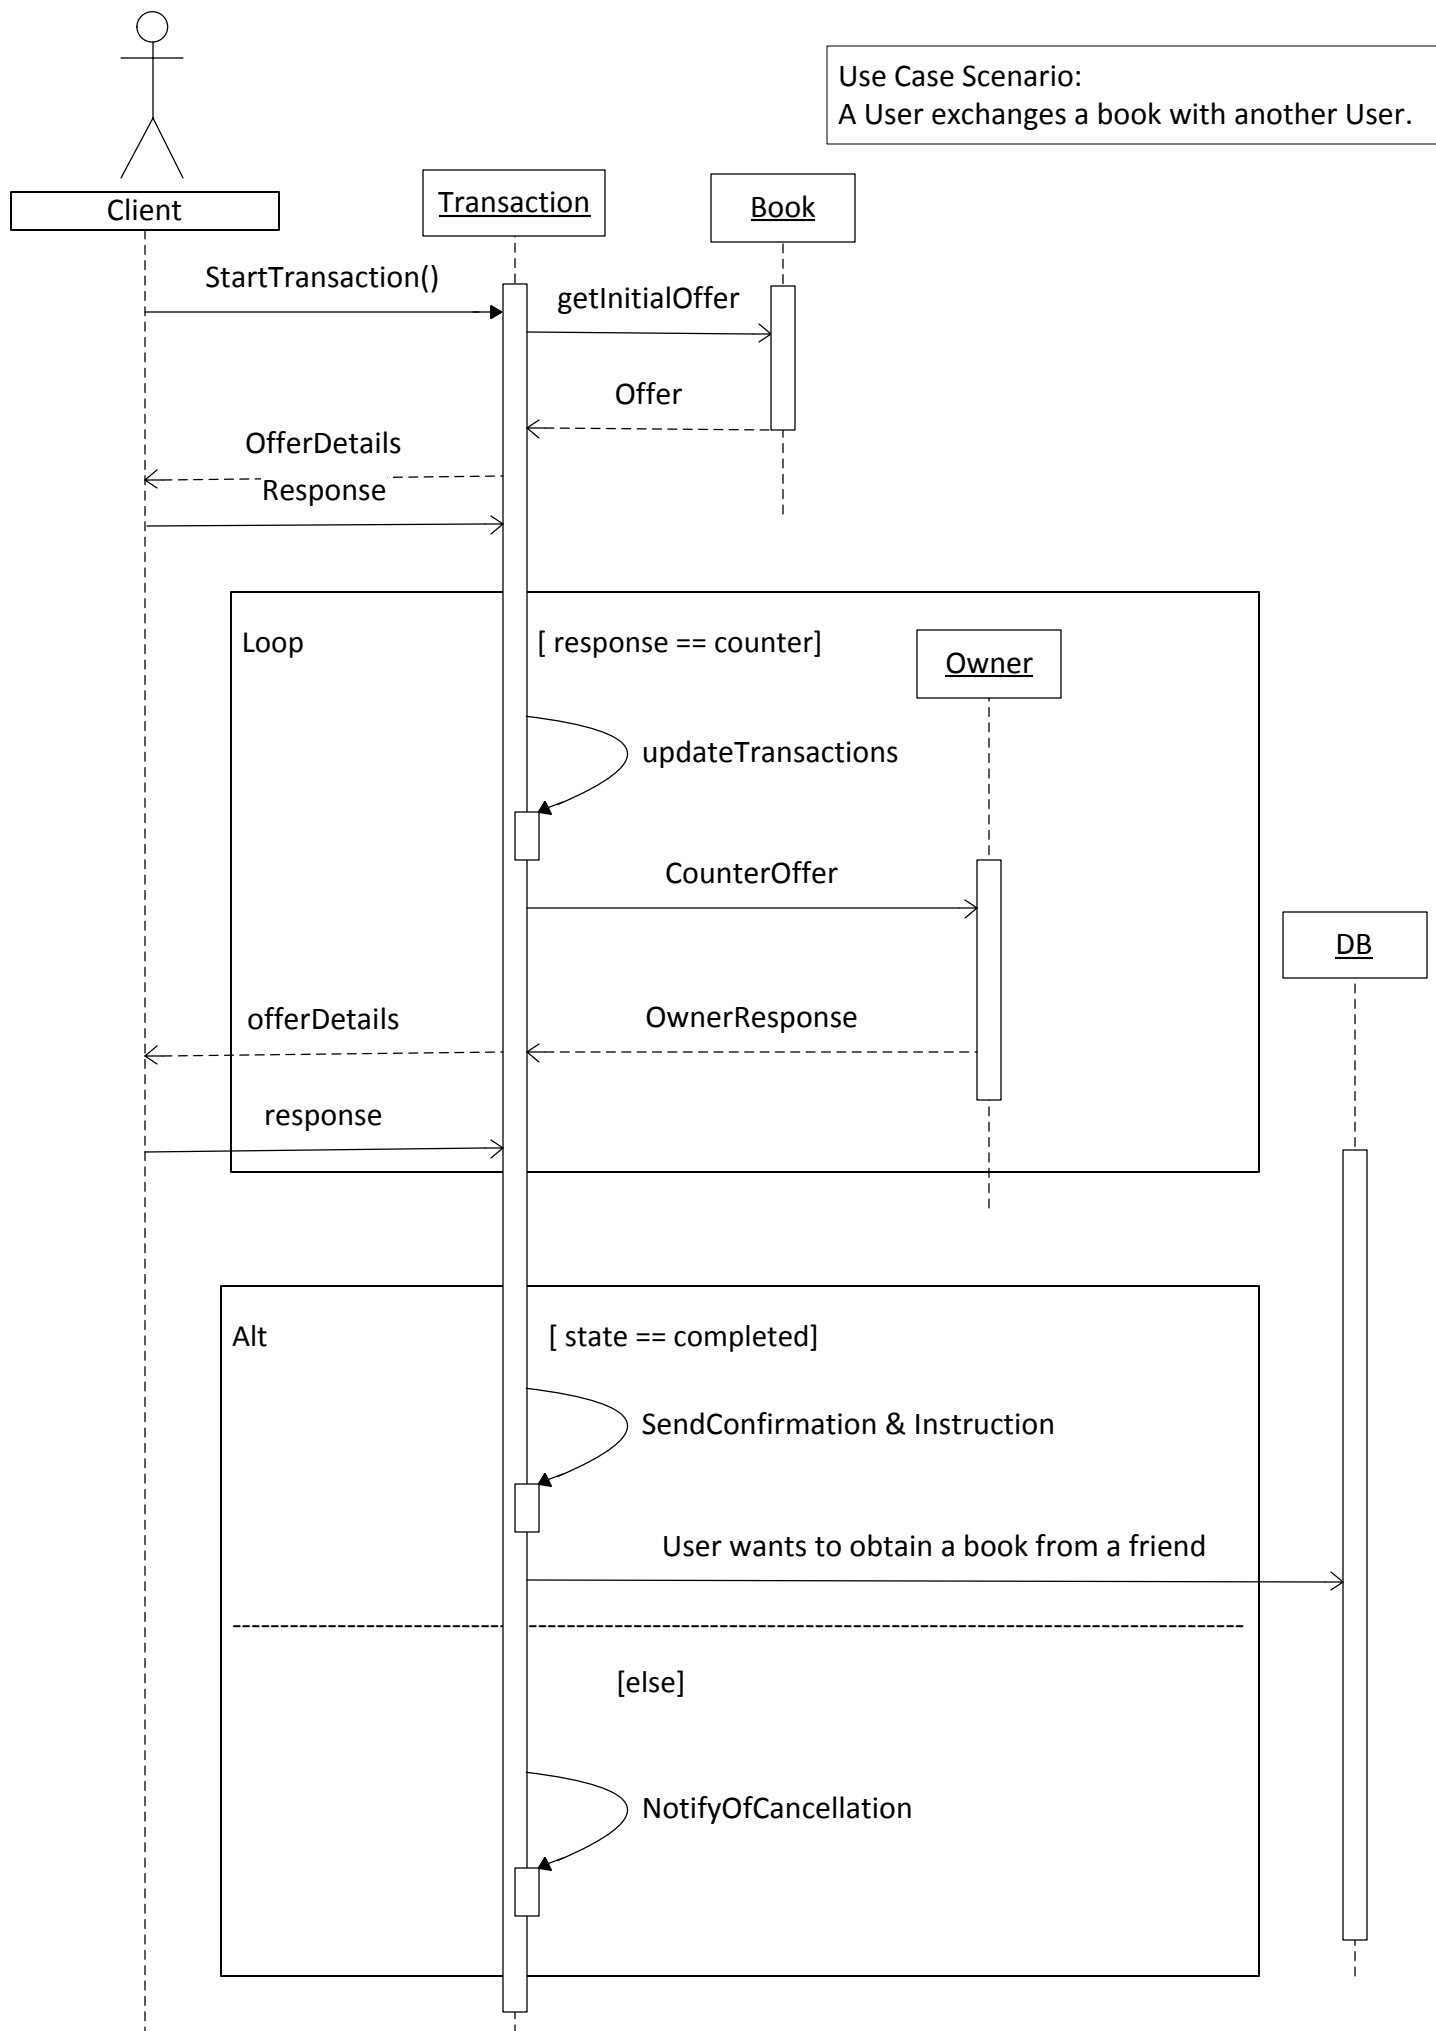 Use Case Scenario:
A User exchanges a book with another User.
Client
Transaction
Book
StartTransaction()
getInitialOffer
Offer
OfferDetails
Response
Loop
[ response == counter]
Owner
updateTransactions
CounterOffer
DB
offerDetails
OwnerResponse
response
Alt
[ state == completed]
SendConfirmation & Instruction
User wants to obtain a book from a friend
[else]
NotifyOfCancellation